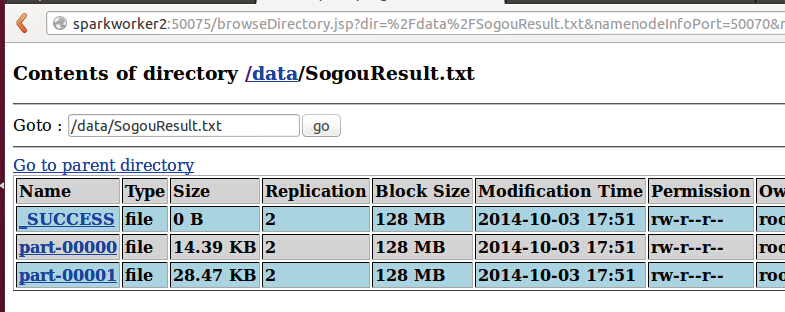 sparkworker2:50075/browseDirectory.jsp?dir=%2Fdata%2FSogouResult.txt&namenodeInfoPort=50070&
Contents of directory /data/SogouResult.txt
Goto : /data/SogouResult.txt go
Go to parent directory
Name Type Size Replication Block Size Modification Time Permission Ow
_SUCCESS file 0 B 2 128 MB 2014-10-03 17:51 rw-r--r-- roo
part-00000 file 14.39 KB 2 128 MB 2014-10-03 17:51 rw-r--r-- roo
part-00001 file 28.47 KB 2 128 MB 2014-10-03 17:51 rw-r--r-- roo